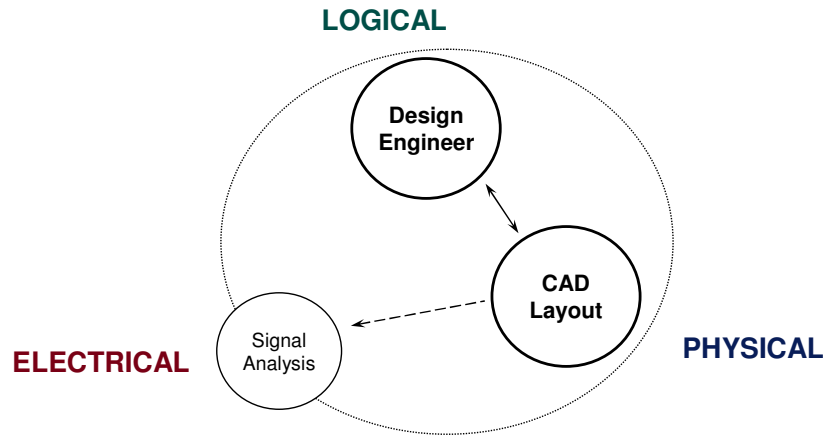 LOGICAL
Design
Engineer
CAD
Layout
Signal
Analysis
ELECTRICAL
PHYSICAL